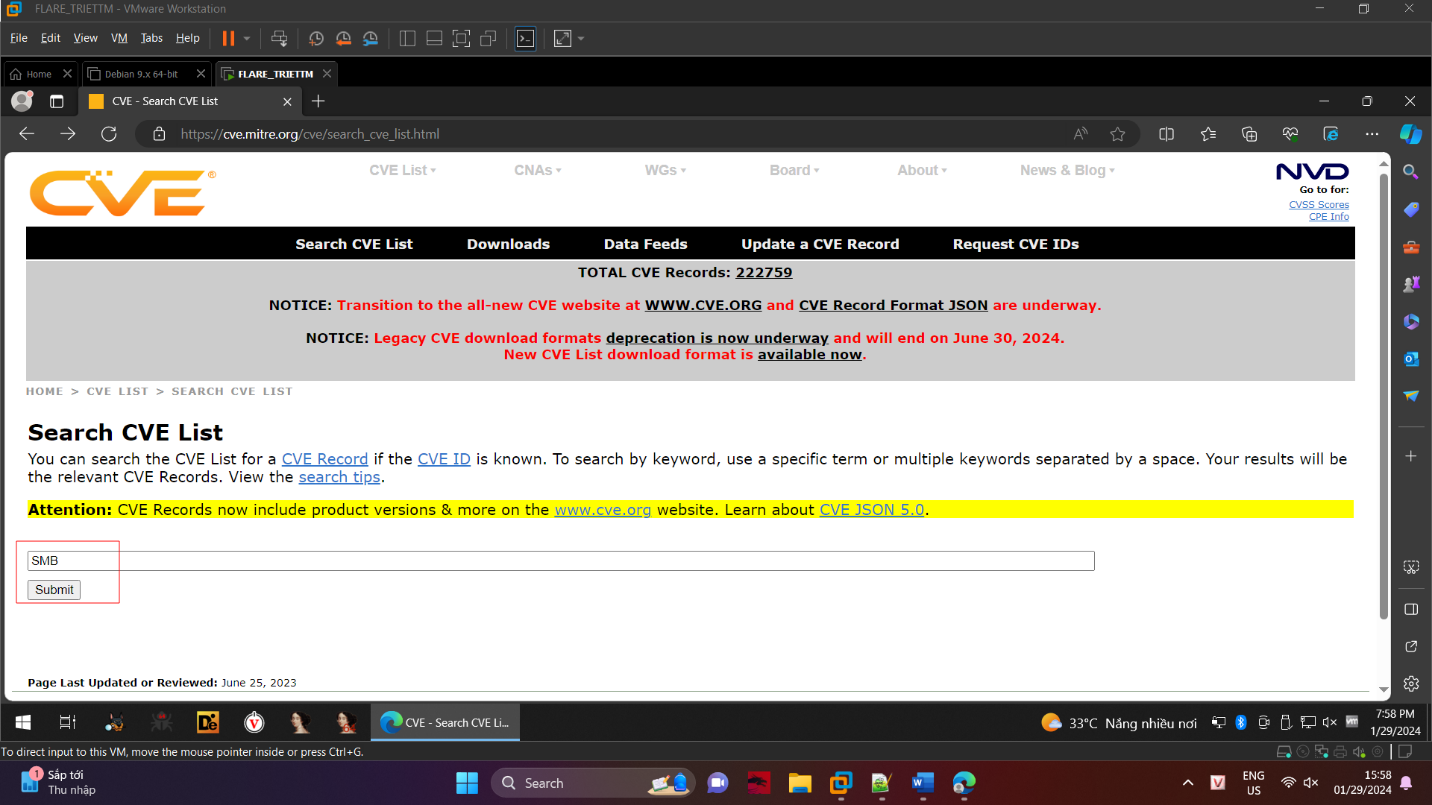 FLARE_TRIETTM - VMware Workstation
File Edit View VM Tabs Help
Home Debian 9.x 64-bit FLARE_TRIETTM
CVE - Search CVE List
https://cve.mitre.org/cve/search_cve_list.html
CVE®
CVE List CNAs WGs Board About News & Blog
NVD
Go to for:
CVSS Scores
CPE Info
Search CVE List Downloads Data Feeds Update a CVE Record Request CVE IDs
TOTAL CVE Records: 222759
NOTICE: Transition to the all-new CVE website at WWW.CVE.ORG and CVE Record Format JSON are underway.
NOTICE: Legacy CVE download formats deprecation is now underway and will end on June 30, 2024.
New CVE List download format is available now.
HOME > CVE LIST > SEARCH CVE LIST
Search CVE List
You can search the CVE List for a CVE Record if the CVE ID is known. To search by keyword, use a specific term or multiple keywords separated by a space. Your results will be
the relevant CVE Records. View the search tips.
Attention: CVE Records now include product versions & more on the www.cve.org website. Learn about CVE JSON 5.0.
SMB
Submit
Page Last Updated or Reviewed: June 25, 2023
CVE - Search CVE Li...
33°C Nắng nhiều nơi
7:58 PM
1/29/2024
To direct input to this VM, move the mouse pointer inside or press Ctrl+G.
1
Sắp tới
Thu nhập
Search
ENG
US
15:58
01/29/2024